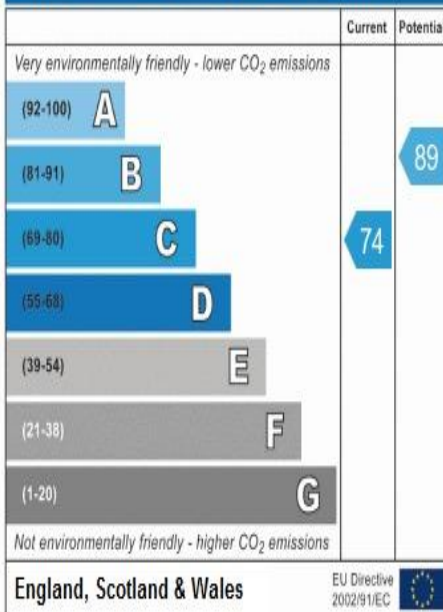 Current Potential
Very environmentally friendly - lower CO₂ emissions
(92-100) A
(81-91) B
89
(69-80) C
74
(55-68) D
(39-54) E
(21-38) F
(1-20) G
Not environmentally friendly - higher CO₂ emissions
England, Scotland & Wales
EU Directive
2002/91/EC